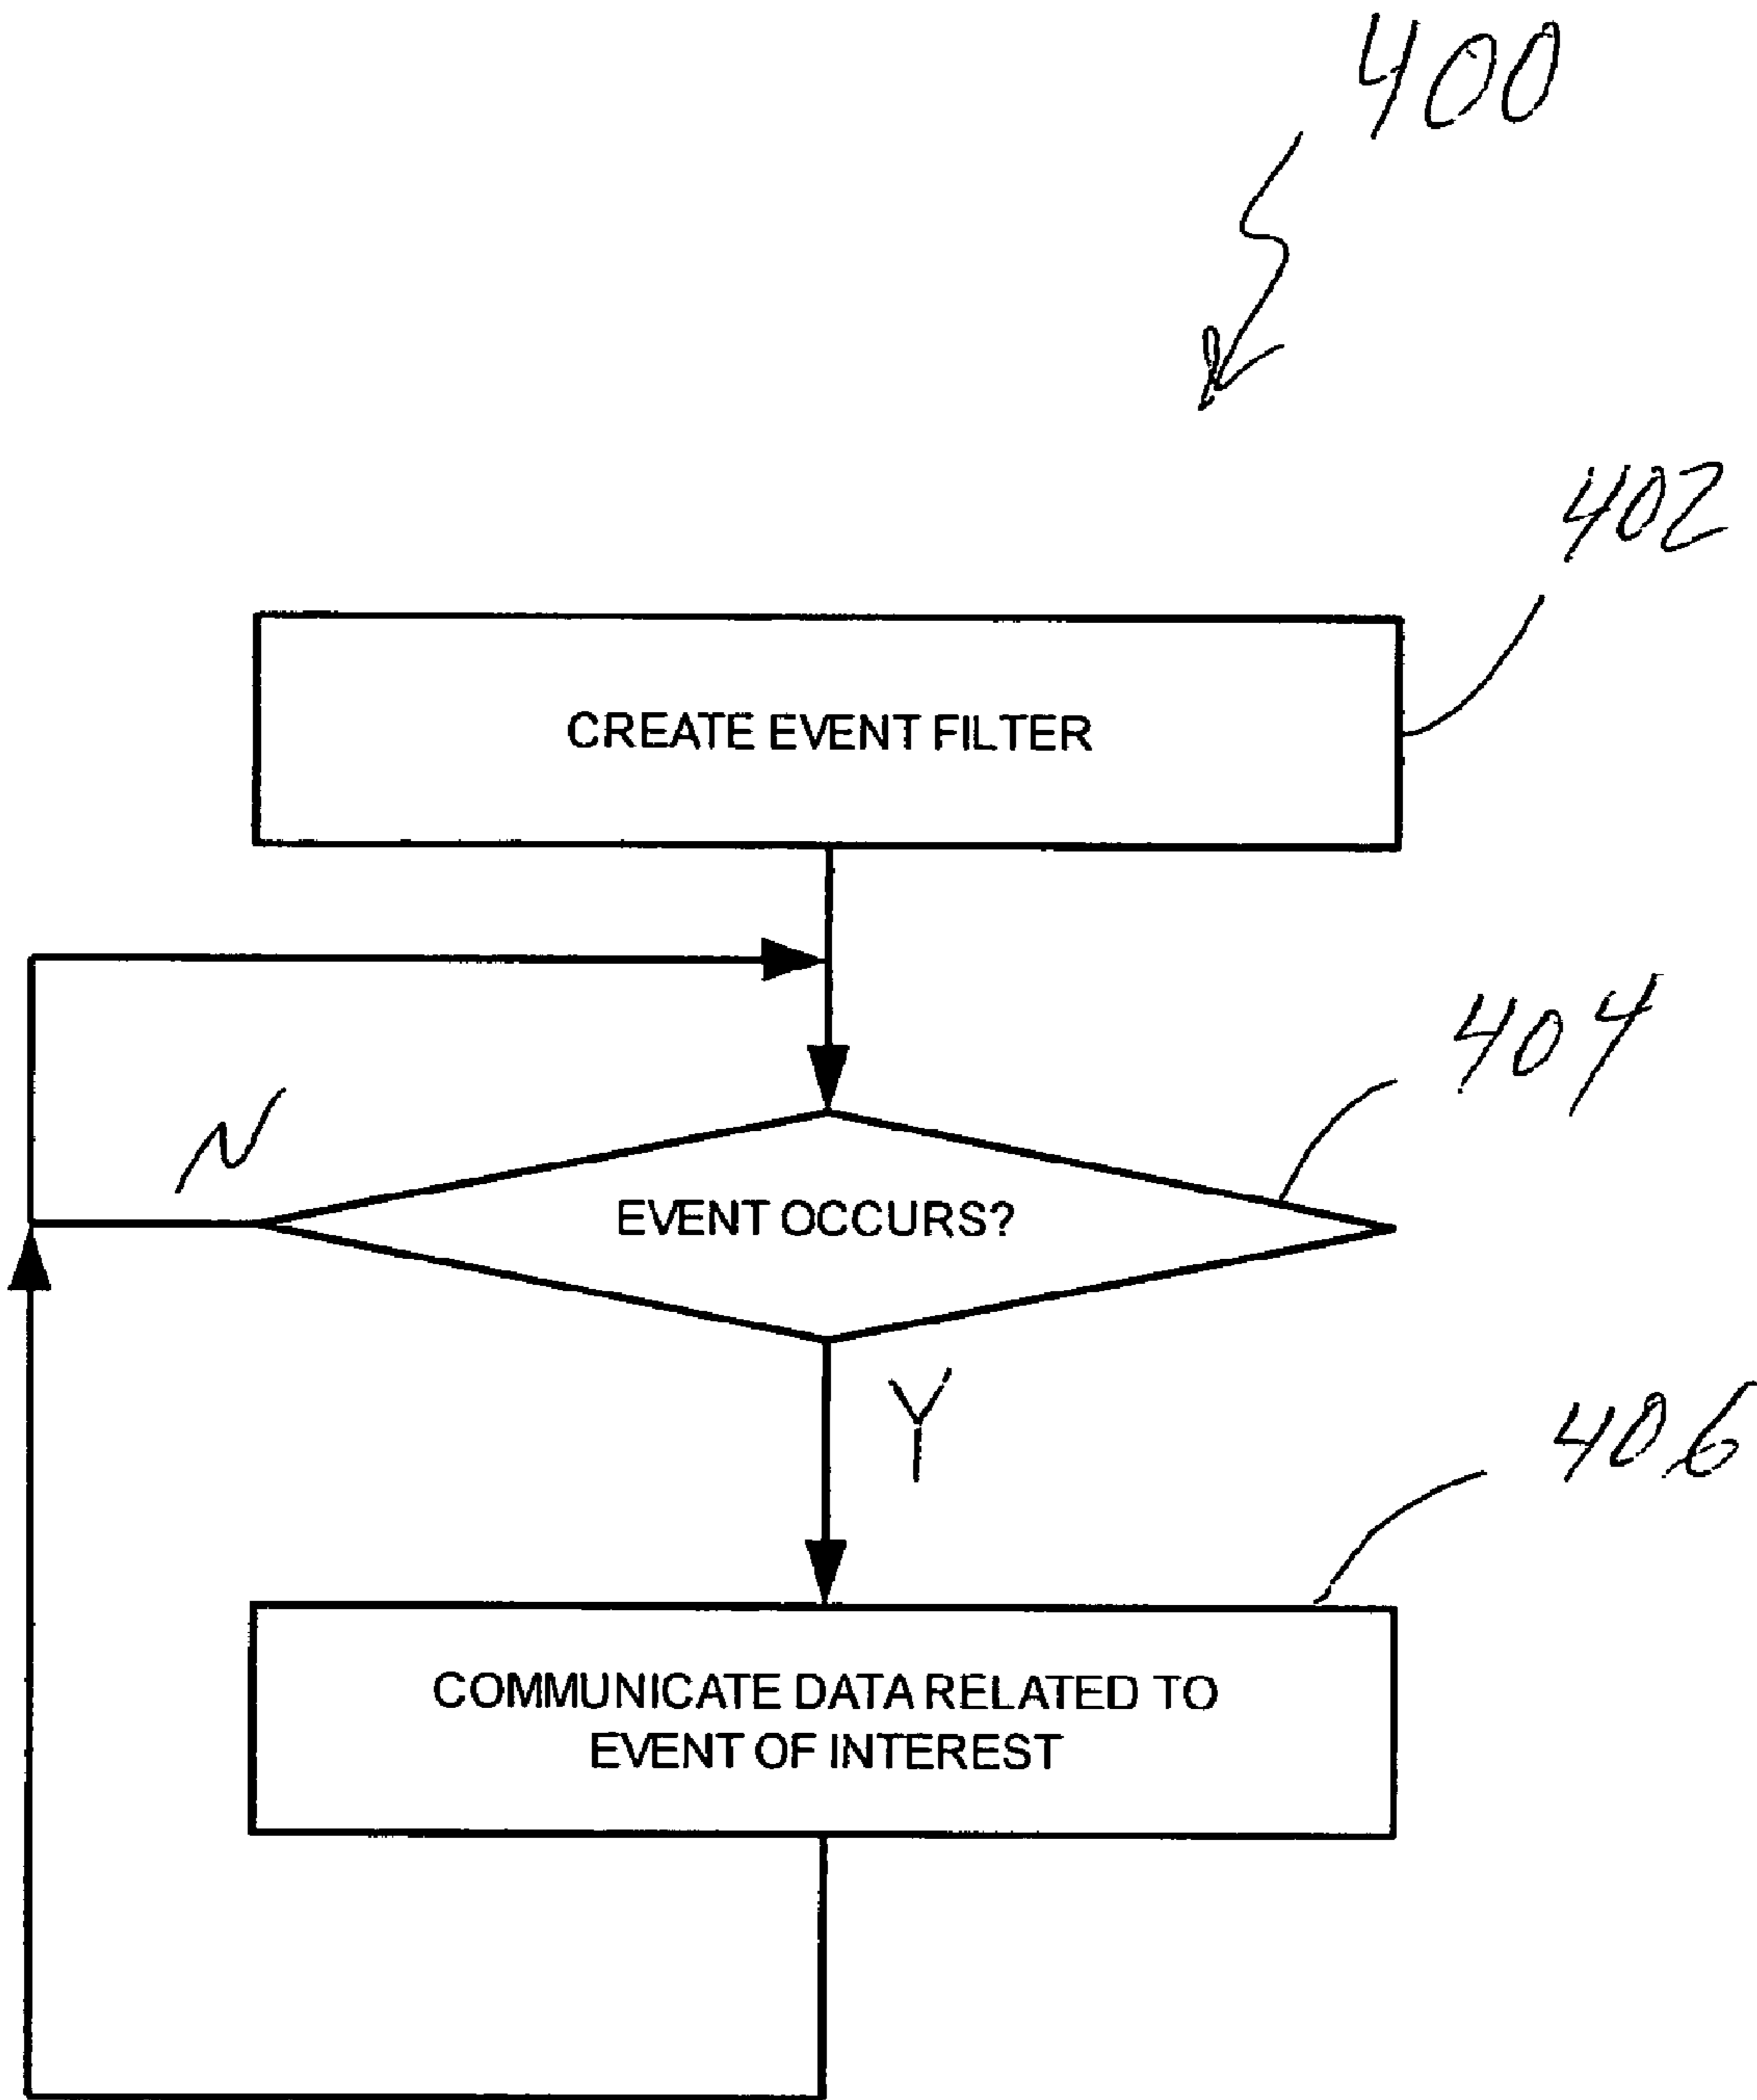 400
402
CREATE EVENT FILTER
404
N
EVENT OCCURS?
Y
406
COMMUNICATE DATA RELATED TO
EVENT OF INTEREST